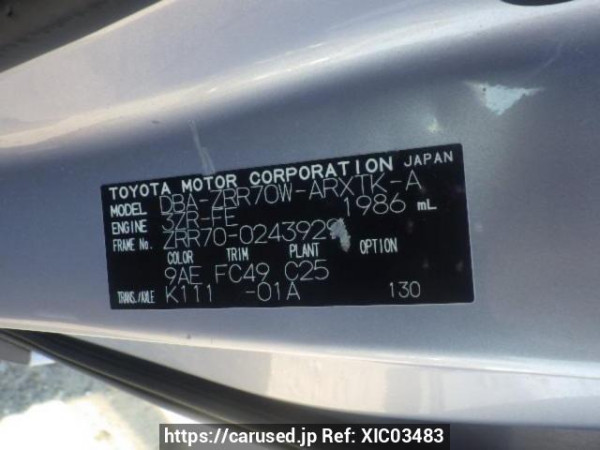 TOYOTA MOTOR CORPORATION JAPAN
MODEL DBA-ZRR70W-ARXTK-A
ENGINE 3ZR-FE 1986 mL
FRAME No. ZRR70-0243929
COLOR TRIM PLANT OPTION
9AE FC49 C25
TRANS./AXLE K111 -01A 130
https://carused.jp Ref: XIC03483